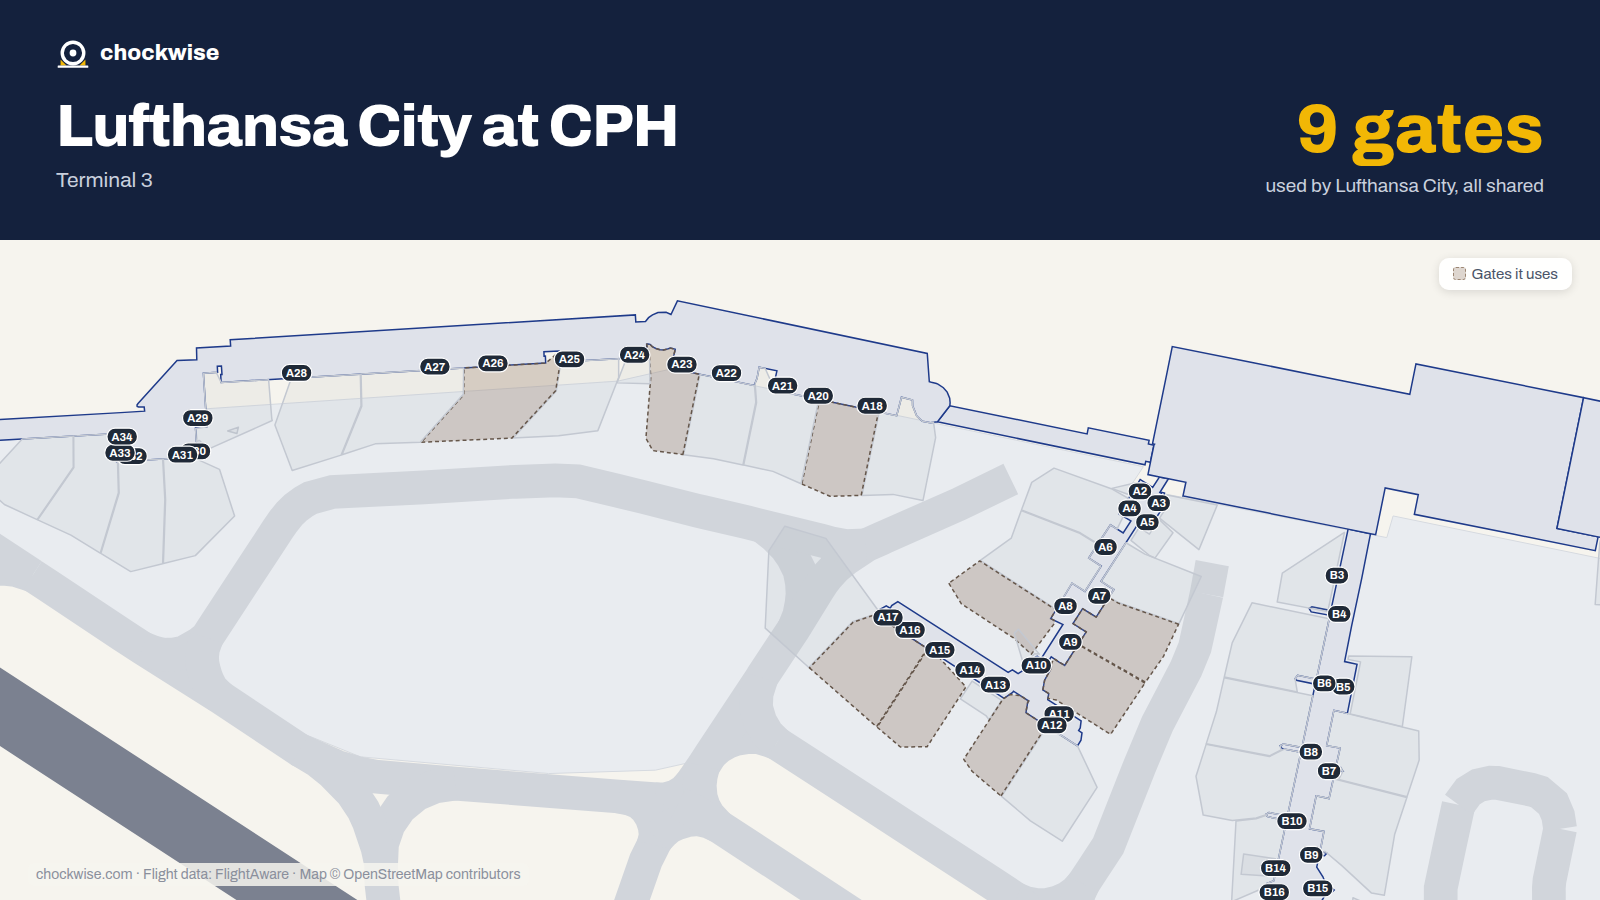 chockwise
Lufthansa City at CPH
Terminal 3
9 gates
used by Lufthansa City, all shared
Gates it uses
A28
A27
A26
A25
A24
A23
A22
A21
A20
A18
A29
A34
A33
A31
A2
A3
A4
A5
A6
A7
A8
A9
A10
A17
A16
A15
A14
A13
A11
A12
B3
B4
B6
B5
B8
B7
B10
B9
B14
B16
B15
chockwise.com · Flight data: FlightAware · Map © OpenStreetMap contributors